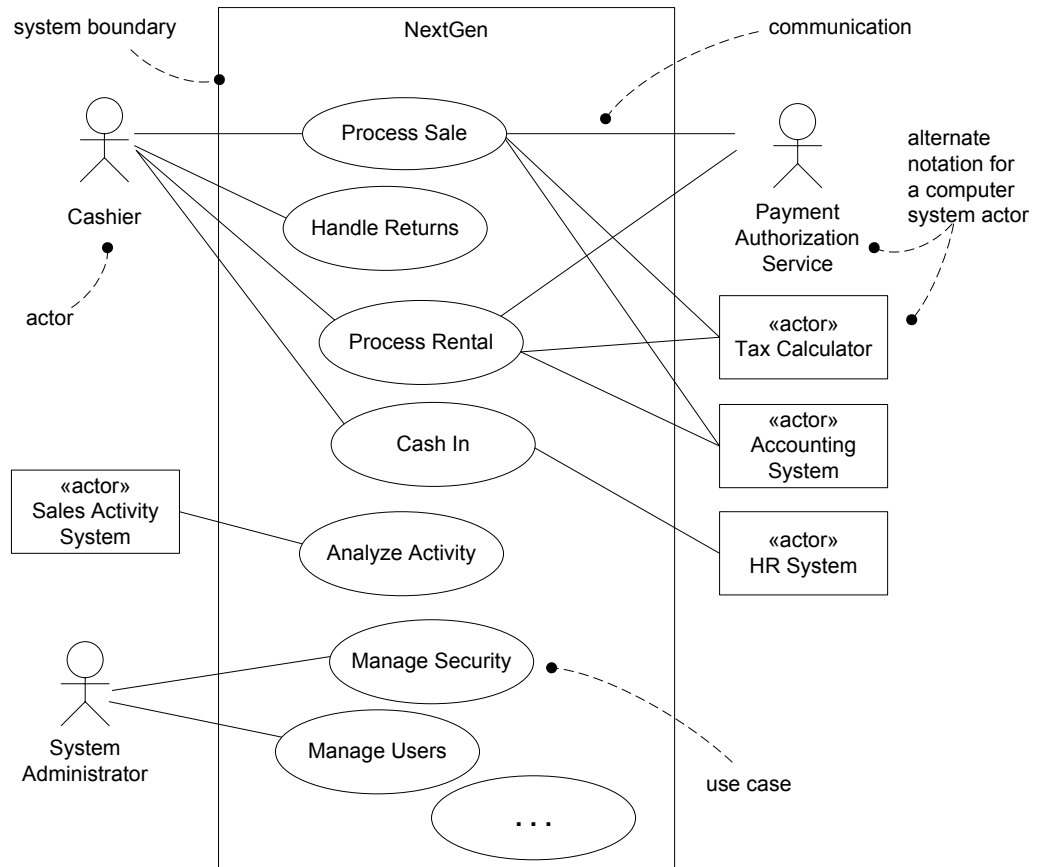 system boundary
NextGen
communication
Process Sale
alternate
notation for
a computer
system actor
Cashier
Handle Returns
Payment
Authorization
Service
actor
Process Rental
«actor»
Tax Calculator
Cash In
«actor»
Accounting
System
«actor»
Sales Activity
System
Analyze Activity
«actor»
HR System
Manage Security
System
Administrator
Manage Users
use case
. . .